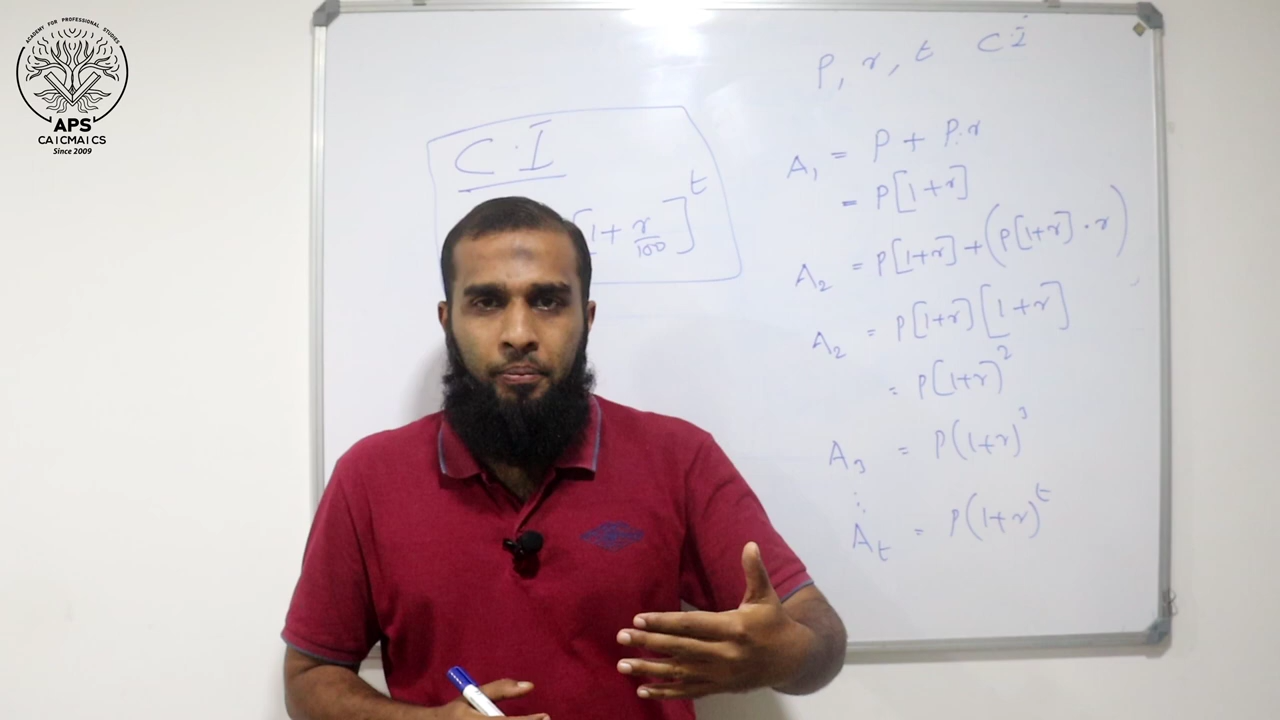 ACADEMY FOR PROFESSIONAL STUDIES
APS
CA|CMA|CS
Since 2009
C.I
[1+ r/100]^t
P, r, t C.I
A₁ = P + P.r
= P[1+r]
A₂ = P[1+r]+(P[1+r].r)
A₂ = P[1+r][1+r]
= P[1+r)²
A₃ = P(1+r)³
⋮
A_t = P(1+r)^t